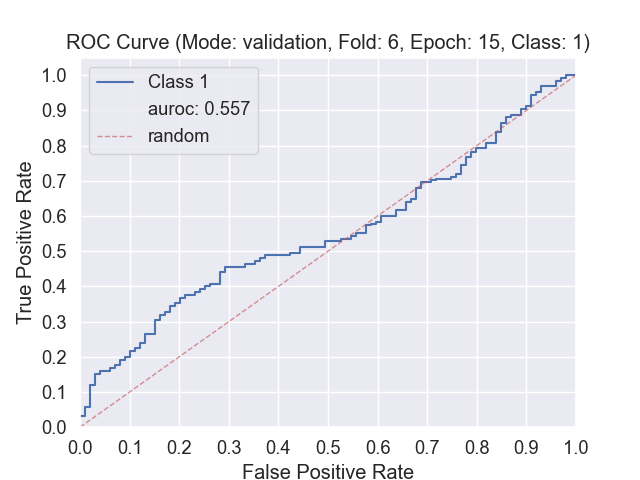 ROC Curve (Mode: validation, Fold: 6, Epoch: 15, Class: 1)
Class 1
auroc: 0.557
random
True Positive Rate
1.0
0.9
0.8
0.7
0.6
0.5
0.4
0.3
0.2
0.1
0.0
0.0 0.1 0.2 0.3 0.4 0.5 0.6 0.7 0.8 0.9 1.0
False Positive Rate